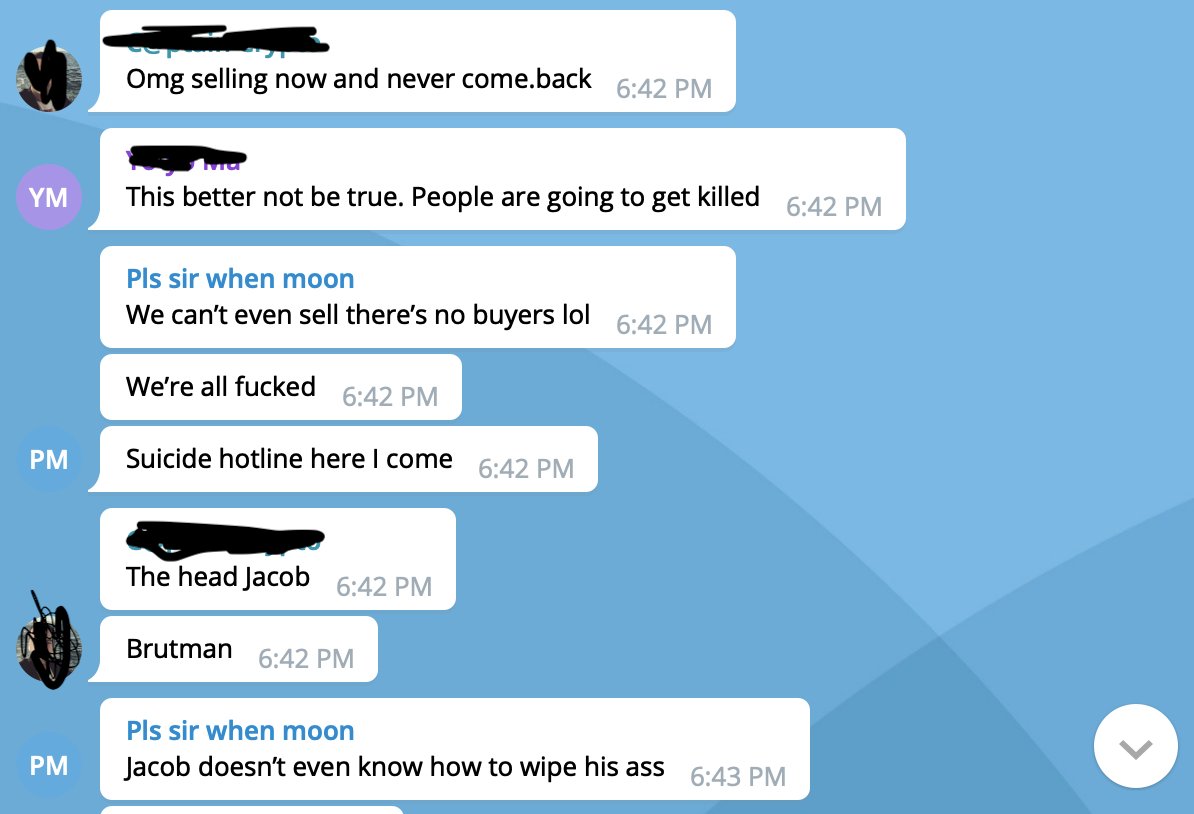 Omg selling now and never come.back 6:42 PM
YM
This better not be true. People are going to get killed 6:42 PM
Pls sir when moon
We can’t even sell there’s no buyers lol 6:42 PM
We’re all fucked 6:42 PM
PM
Suicide hotline here I come 6:42 PM
The head Jacob 6:42 PM
Brutman 6:42 PM
Pls sir when moon
PM
Jacob doesn’t even know how to wipe his ass 6:43 PM